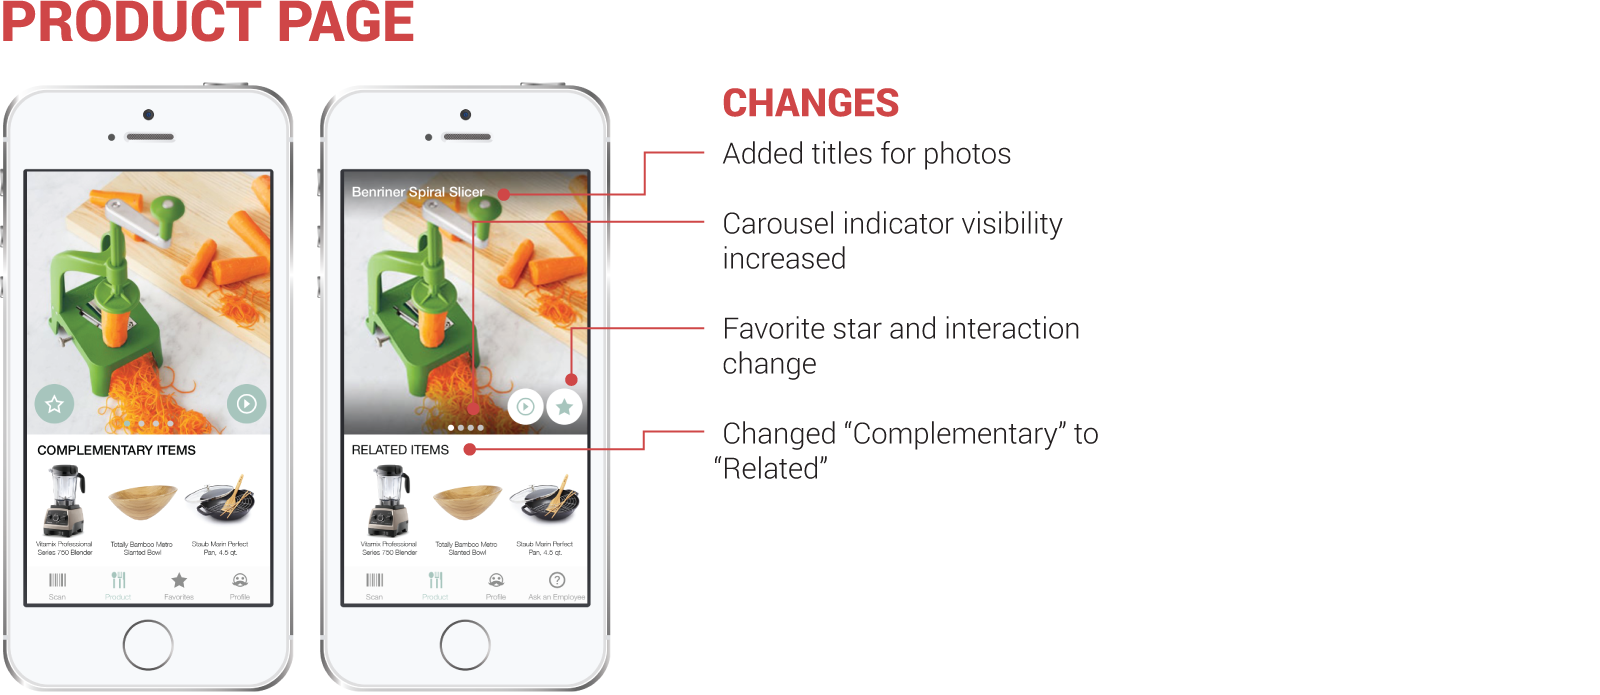 PRODUCT PAGE
COMPLEMENTARY ITEMS
Vitamix Professional
Series 750 Blender
Totally Bamboo Metro
Slanted Bowl
Staub Marin Perfect
Pan, 4.5 qt.
Scan
Product
Favorites
Profile
Benriner Spiral Slicer
RELATED ITEMS
Vitamix Professional
Series 750 Blender
Totally Bamboo Metro
Slanted Bowl
Staub Marin Perfect
Pan, 4.5 qt.
Scan
Product
Profile
Ask an Employee
CHANGES
Added titles for photos
Carousel indicator visibility
increased
Favorite star and interaction
change
Changed “Complementary” to
“Related”